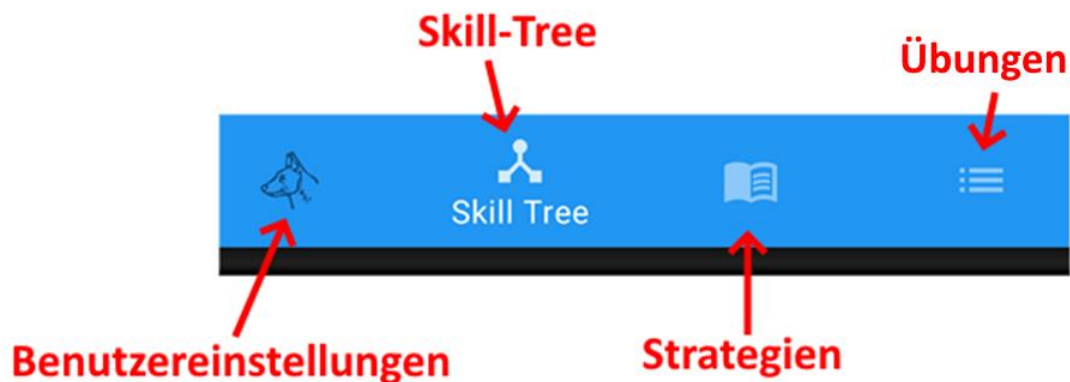 Skill-Tree
Übungen
Skill Tree
Benutzereinstellungen
Strategien